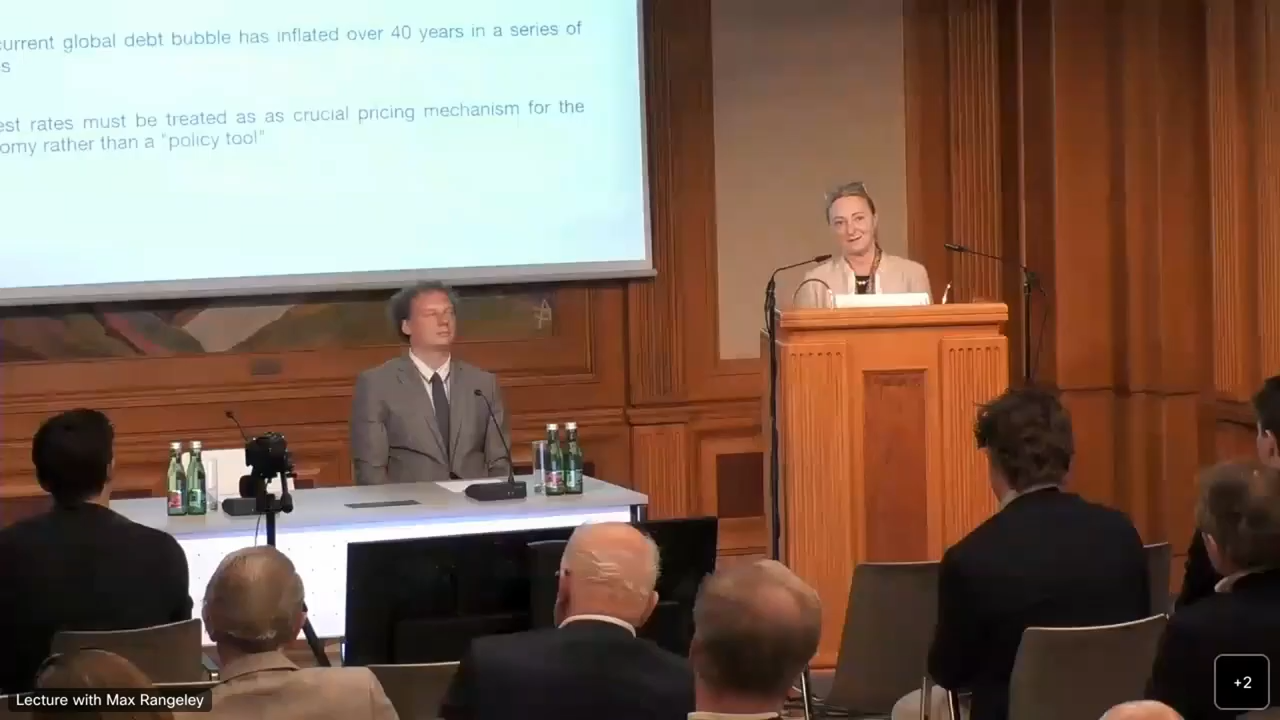 current global debt bubble has inflated over 40 years in a series of
s
est rates must be treated as as crucial pricing mechanism for the
omy rather than a "policy tool"
Lecture with Max Rangeley
+2